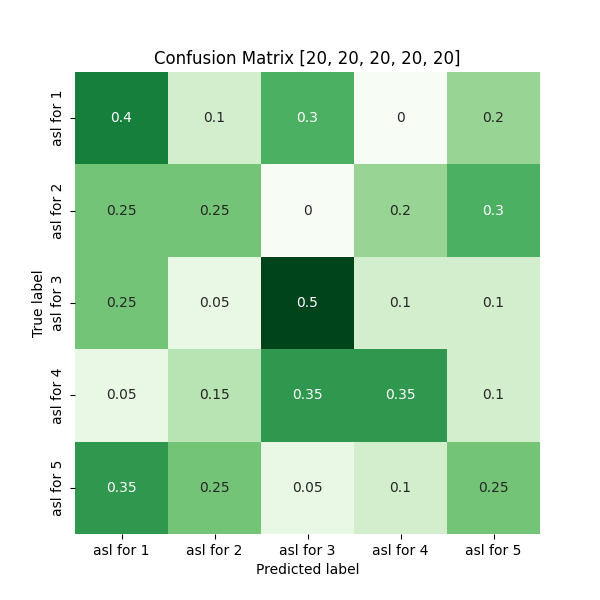 Confusion Matrix [20, 20, 20, 20, 20]
True label
asl for 1 0.4 0.1 0.3 0 0.2
asl for 2 0.25 0.25 0 0.2 0.3
asl for 3 0.25 0.05 0.5 0.1 0.1
asl for 4 0.05 0.15 0.35 0.35 0.1
asl for 5 0.35 0.25 0.05 0.1 0.25
asl for 1 asl for 2 asl for 3 asl for 4 asl for 5
Predicted label